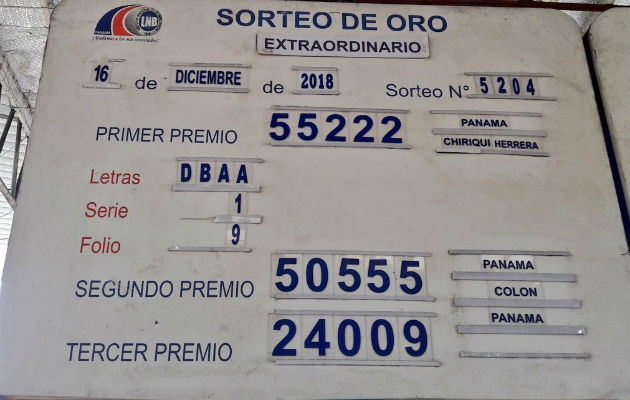 SORTEO DE ORO
LNB
EXTRAORDINARIO
16 de DICIEMBRE de 2018 Sorteo N° 5204
PRIMER PREMIO 55222 PANAMA
CHIRIQUI HERRERA
Letras DBAA
Serie 1
Folio 9
SEGUNDO PREMIO 50555 PANAMA
COLON
TERCER PREMIO 24009 PANAMA